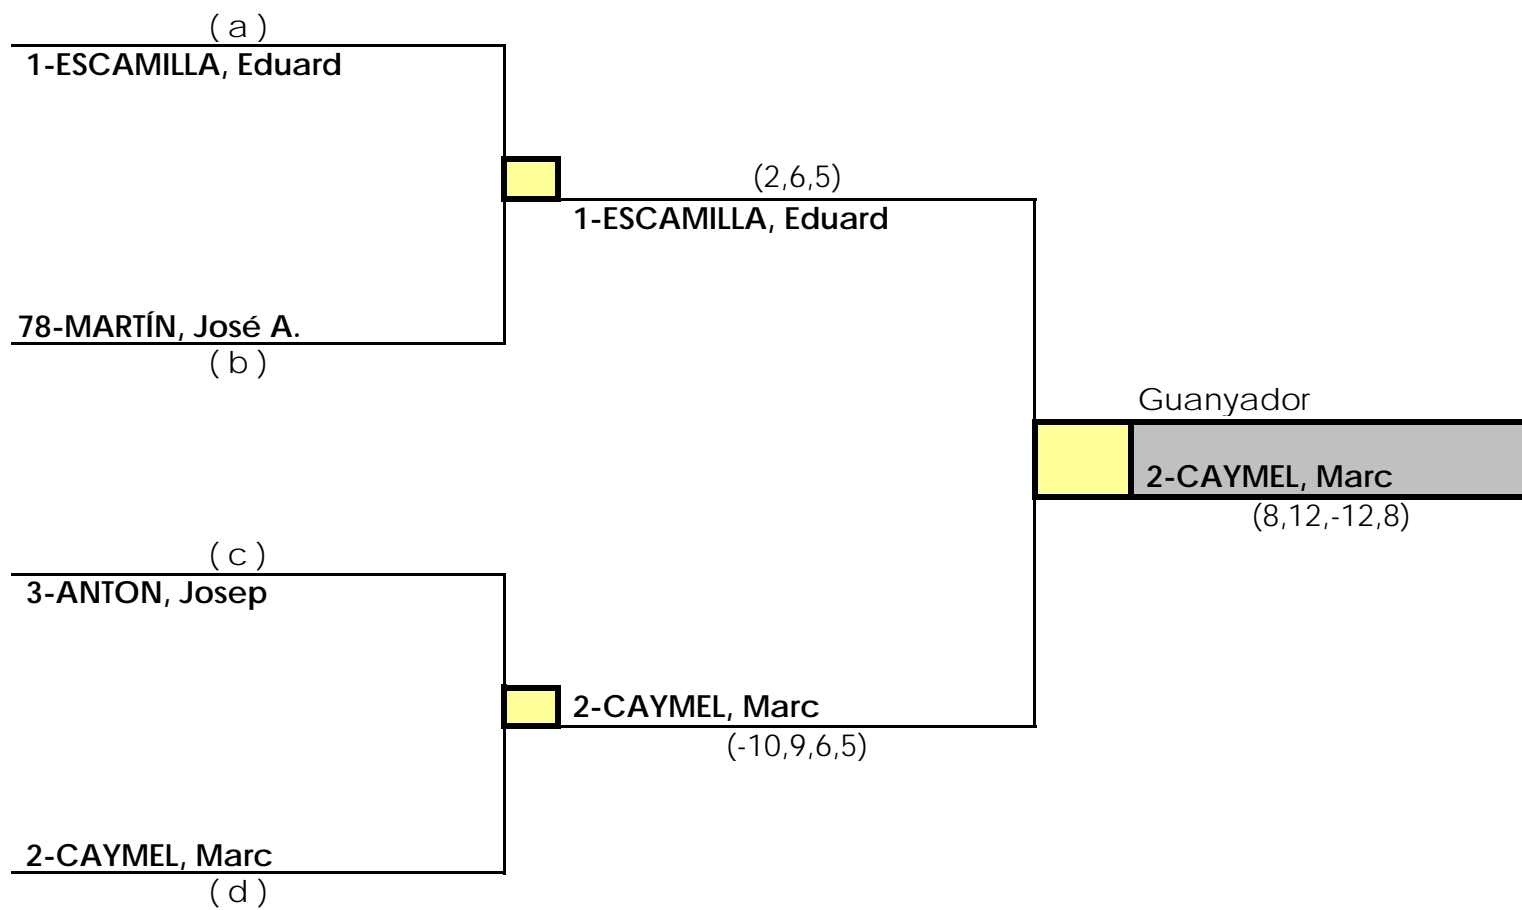 ( a )
1-ESCAMILLA, Eduard
(2,6,5)
1-ESCAMILLA, Eduard
78-MARTÍN, José A.
( b )
Guanyador
2-CAYMEL, Marc
(8,12,-12,8)
( c )
3-ANTON, Josep
2-CAYMEL, Marc
(-10,9,6,5)
2-CAYMEL, Marc
( d )